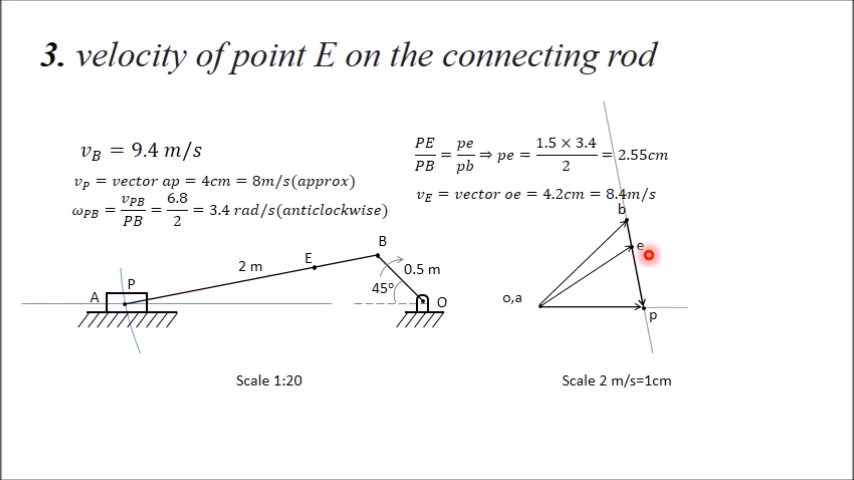 3. velocity of point E on the connecting rod
v_B = 9.4 m/s
v_P = vector ap = 4cm = 8m/s(approx)
ω_PB = v_PB/PB = 6.8/2 = 3.4 rad/s(anticlockwise)
PE/PB = pe/pb ⇒ pe = 1.5 × 3.4/2 = 2.55cm
v_E = vector oe = 4.2cm = 8.4m/s
A
P
2 m
E
B
0.5 m
45°
O
Scale 1:20
o,a
b
e
p
Scale 2 m/s=1cm